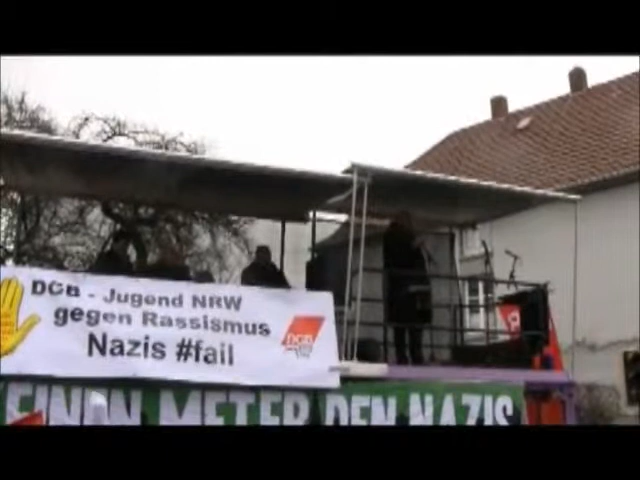 DGB - Jugend NRW
gegen Rassismus
Nazis #fail
DGB
EINEN METER DEN NAZIS